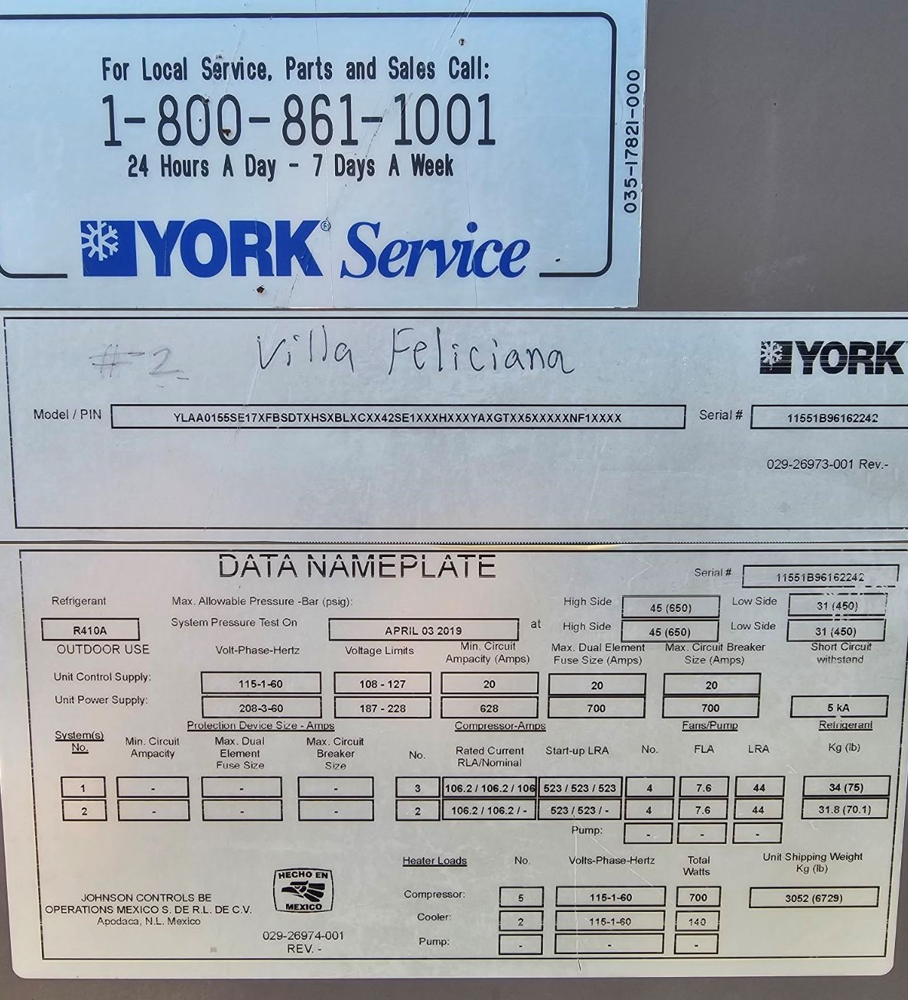 For Local Service, Parts and Sales Call:
1-800-861-1001
24 Hours A Day - 7 Days A Week
035-17821-000
YORK® Service
#2 Villa Feliciana
YORK
Model / PIN YLAA0155SE17XFBSDTXHSXBLXCXX42SE1XXXHXXXYAXGTXX5XXXXXNF1XXXX Serial # 11551B96162242
029-26973-001 Rev.-
DATA NAMEPLATE
Serial # 11551B96162242
Refrigerant Max. Allowable Pressure -Bar (psig): High Side 45 (650) Low Side 31 (450)
R410A System Pressure Test On APRIL 03 2019 at High Side 45 (650) Low Side 31 (450)
OUTDOOR USE Volt-Phase-Hertz Voltage Limits Min. Circuit Ampacity (Amps) Max. Dual Element Fuse Size (Amps) Max. Circuit Breaker Size (Amps) Short Circuit withstand
Unit Control Supply: 115-1-60 108 - 127 20 20 20
Unit Power Supply: 208-3-60 187 - 228 628 700 700 5 kA
Protection Device Size - Amps Compressor-Amps Fans/Pump Refrigerant
System(s) No. Min. Circuit Ampacity Max. Dual Element Fuse Size Max. Circuit Breaker Size No. Rated Current RLA/Nominal Start-up LRA No. FLA LRA Kg (lb)
1 - - - 3 106.2 / 106.2 / 106 523 / 523 / 523 4 7.6 44 34 (75)
2 - - - 2 106.2 / 106.2 / - 523 / 523 / - 4 7.6 44 31.8 (70.1)
Pump: - - -
Heater Loads No. Volts-Phase-Hertz Total Watts Unit Shipping Weight Kg (lb)
Compressor: 5 115-1-60 700 3052 (6729)
Cooler: 2 115-1-60 140
Pump: - - -
HECHO EN
MEXICO
JOHNSON CONTROLS BE
OPERATIONS MEXICO S. DE R.L. DE C.V.
Apodaca, N.L. Mexico
029-26974-001
REV. -